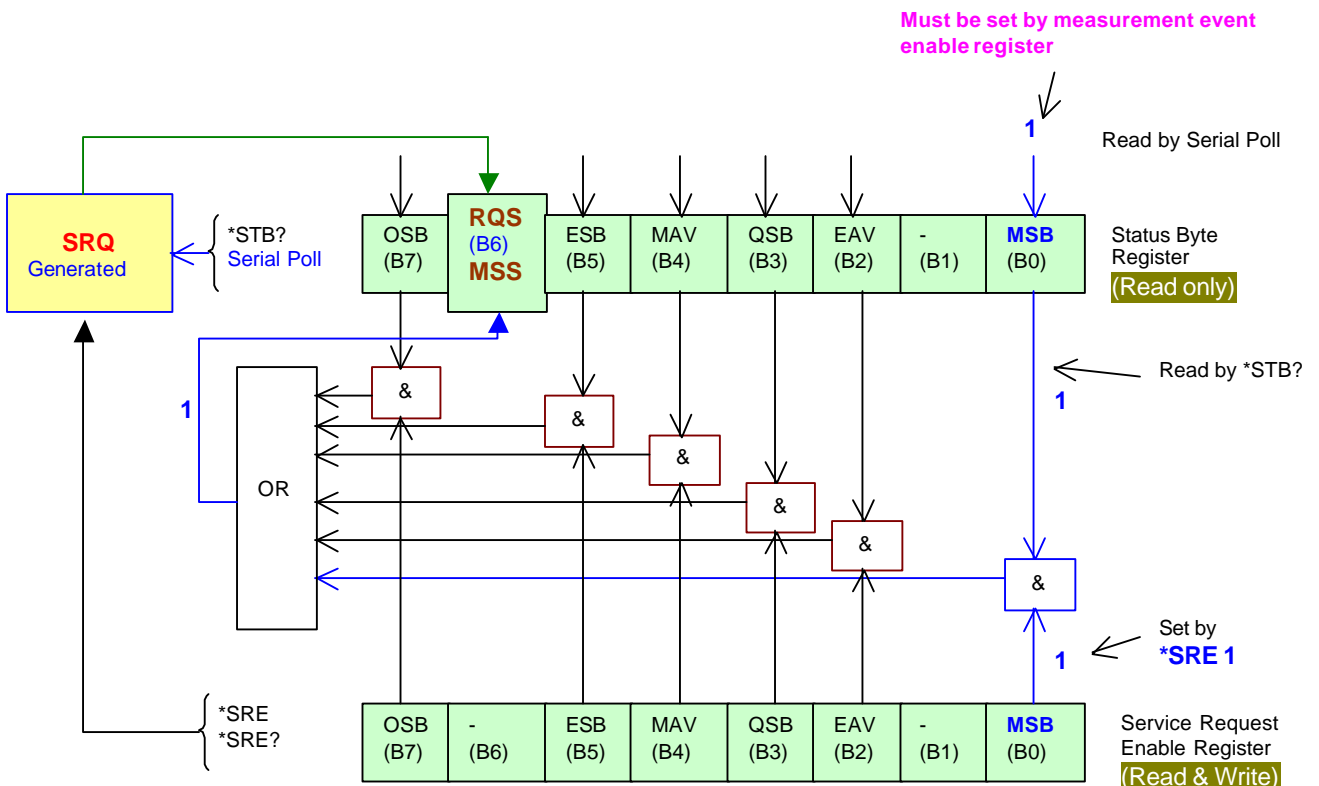 Must be set by measurement event
enable register
1
Read by Serial Poll
SRQ
Generated
*STB?
Serial Poll
OSB
(B7)
RQS
(B6)
MSS
ESB
(B5)
MAV
(B4)
QSB
(B3)
EAV
(B2)
-
(B1)
MSB
(B0)
Status Byte
Register
(Read only)
&
Read by *STB?
1
1
&
&
OR
&
&
&
Set by
*SRE 1
1
*SRE
*SRE?
OSB
(B7)
-
(B6)
ESB
(B5)
MAV
(B4)
QSB
(B3)
EAV
(B2)
-
(B1)
MSB
(B0)
Service Request
Enable Register
(Read & Write)